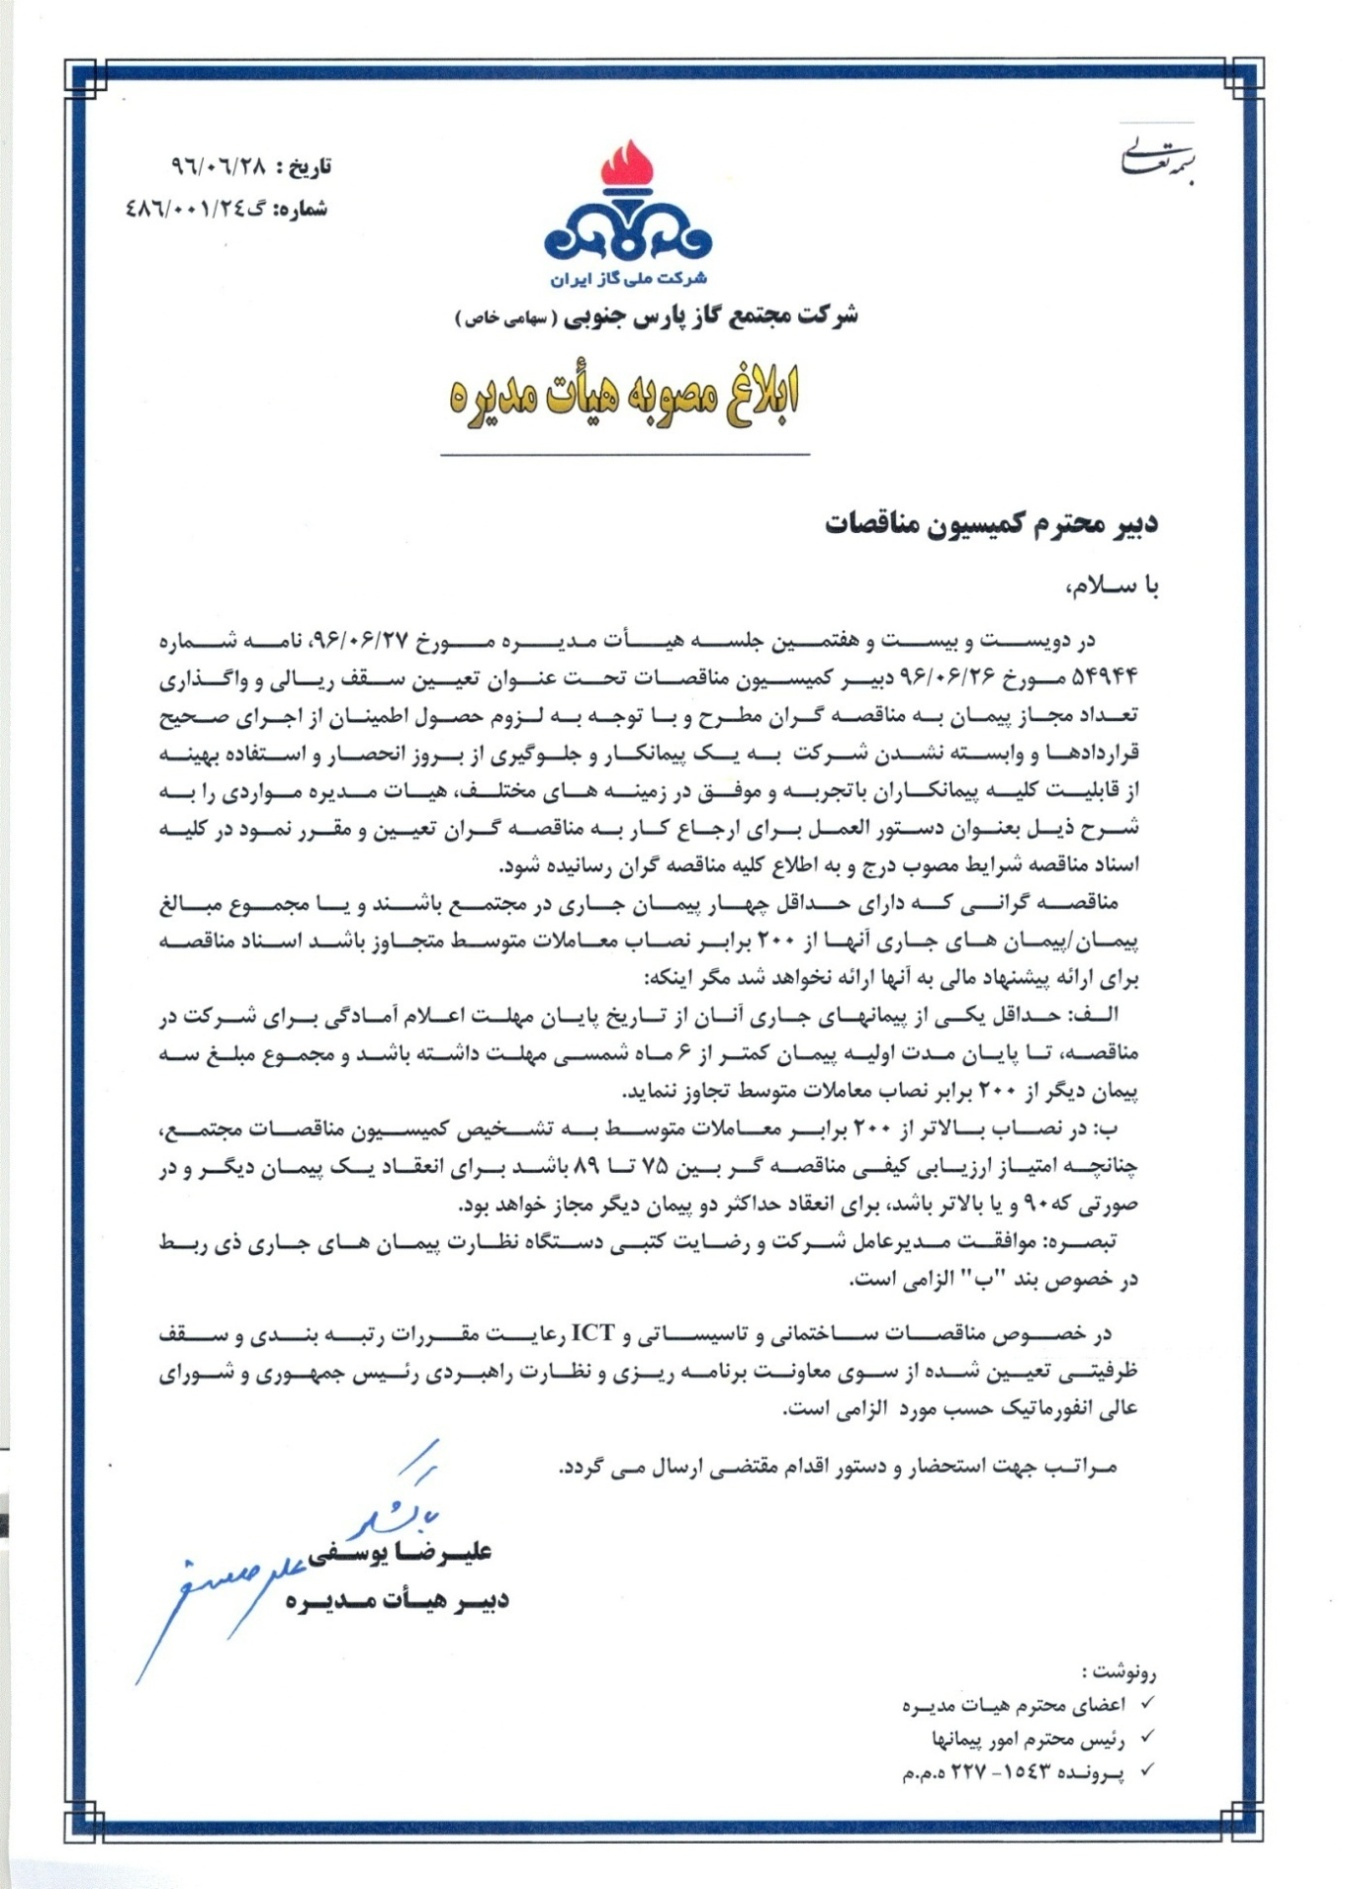 بسمه تعالی
تاریخ : ۹٦/۰٦/۲۸
شماره: گ۲٤/۰۰۱/٤۸٦
شرکت ملی گاز ایران
شرکت مجتمع گاز پارس جنوبی ( سهامی خاص )
ابلاغ مصوبه هیأت مدیره
دبیر محترم کمیسیون مناقصات
با سلام،
در دویست و بیست و هفتمین جلسه هیأت مدیره مورخ ۹۶/۰۶/۲۷، نامه شماره
۵۴۹۴۴ مورخ ۹۶/۰۶/۲۶ دبیر کمیسیون مناقصات تحت عنوان تعیین سقف ریالی و واگذاری
تعداد مجاز پیمان به مناقصه گران مطرح و با توجه به لزوم حصول اطمینان از اجرای صحیح
قراردادها و وابسته نشدن شرکت به یک پیمانکار و جلوگیری از بروز انحصار و استفاده بهینه
از قابلیت کلیه پیمانکاران باتجربه و موفق در زمینه های مختلف، هیات مدیره مواردی را به
شرح ذیل بعنوان دستور العمل برای ارجاع کار به مناقصه گران تعیین و مقرر نمود در کلیه
اسناد مناقصه شرایط مصوب درج و به اطلاع کلیه مناقصه گران رسانیده شود.
مناقصه گرانی که دارای حداقل چهار پیمان جاری در مجتمع باشند و یا مجموع مبالغ
پیمان/پیمان های جاری آنها از ۲۰۰ برابر نصاب معاملات متوسط متجاوز باشد اسناد مناقصه
برای ارائه پیشنهاد مالی به آنها ارائه نخواهد شد مگر اینکه:
الف: حداقل یکی از پیمانهای جاری آنان از تاریخ پایان مهلت اعلام آمادگی برای شرکت در
مناقصه، تا پایان مدت اولیه پیمان کمتر از ۶ ماه شمسی مهلت داشته باشد و مجموع مبلغ سه
پیمان دیگر از ۲۰۰ برابر نصاب معاملات متوسط تجاوز ننماید.
ب: در نصاب بالاتر از ۲۰۰ برابر معاملات متوسط به تشخیص کمیسیون مناقصات مجتمع،
چنانچه امتیاز ارزیابی کیفی مناقصه گر بین ۷۵ تا ۸۹ باشد برای انعقاد یک پیمان دیگر و در
صورتی که ۹۰ و یا بالاتر باشد، برای انعقاد حداکثر دو پیمان دیگر مجاز خواهد بود.
تبصره: موافقت مدیرعامل شرکت و رضایت کتبی دستگاه نظارت پیمان های جاری ذی ربط
در خصوص بند "ب" الزامی است.
در خصوص مناقصات ساختمانی و تاسیساتی و ICT رعایت مقررات رتبه بندی و سقف
ظرفیتی تعیین شده از سوی معاونت برنامه ریزی و نظارت راهبردی رئیس جمهوری و شورای
عالی انفورماتیک حسب مورد الزامی است.
مراتب جهت استحضار و دستور اقدام مقتضی ارسال می گردد.
با تشکر
علیرضا یوسفی
دبیر هیأت مدیره
رونوشت :
✓ اعضای محترم هیات مدیره
✓ رئیس محترم امور پیمانها
✓ پرونده ۱٥٤۳- ۲۲۷ ه.م.م